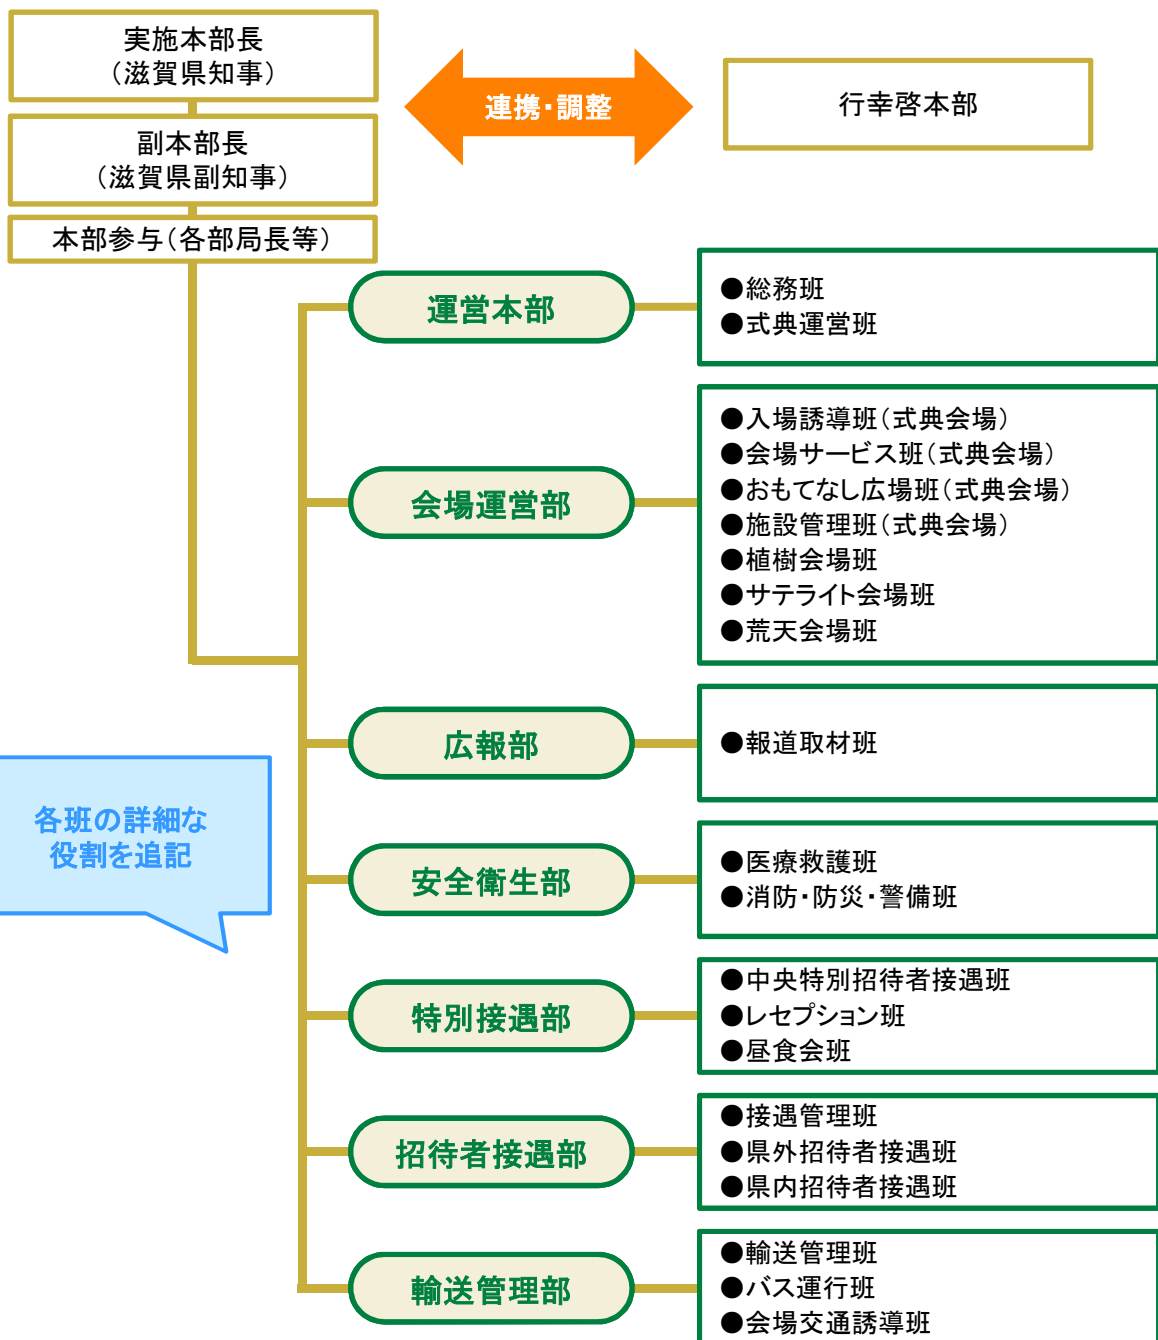 実施本部長
（滋賀県知事）
連携・調整
行幸啓本部
副本部長
（滋賀県副知事）
本部参与（各部局長等）
運営本部
●総務班
●式典運営班
会場運営部
●入場誘導班（式典会場）
●会場サービス班（式典会場）
●おもてなし広場班（式典会場）
●施設管理班（式典会場）
●植樹会場班
●サテライト会場班
●荒天会場班
広報部
●報道取材班
各班の詳細な
役割を追記
安全衛生部
●医療救護班
●消防・防災・警備班
特別接遇部
●中央特別招待者接遇班
●レセプション班
●昼食会班
招待者接遇部
●接遇管理班
●県外招待者接遇班
●県内招待者接遇班
輸送管理部
●輸送管理班
●バス運行班
●会場交通誘導班